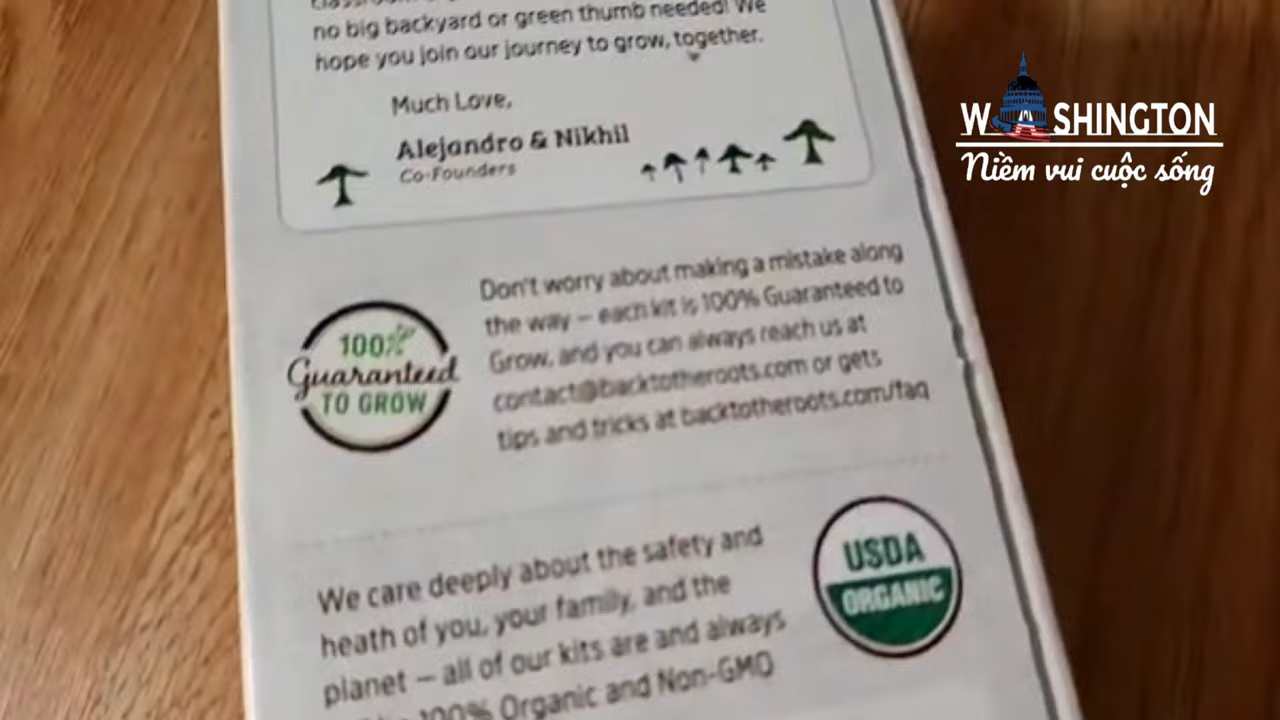 no big backyard or green thumb needed! We
hope you join our journey to grow, together.
Much Love,
Alejandro & Nikhil
Co-Founders
100%
Guaranteed
TO GROW
Don't worry about making a mistake along
the way – each kit is 100% Guaranteed to
Grow, and you can always reach us at
contact@backtotheroots.com or gets
tips and tricks at backtotheroots.com/faq
We care deeply about the safety and
heath of you, your family, and the
planet – all of our kits are and always
100% Organic and Non-GMO
USDA
ORGANIC
WASHINGTON
Niềm vui cuộc sống